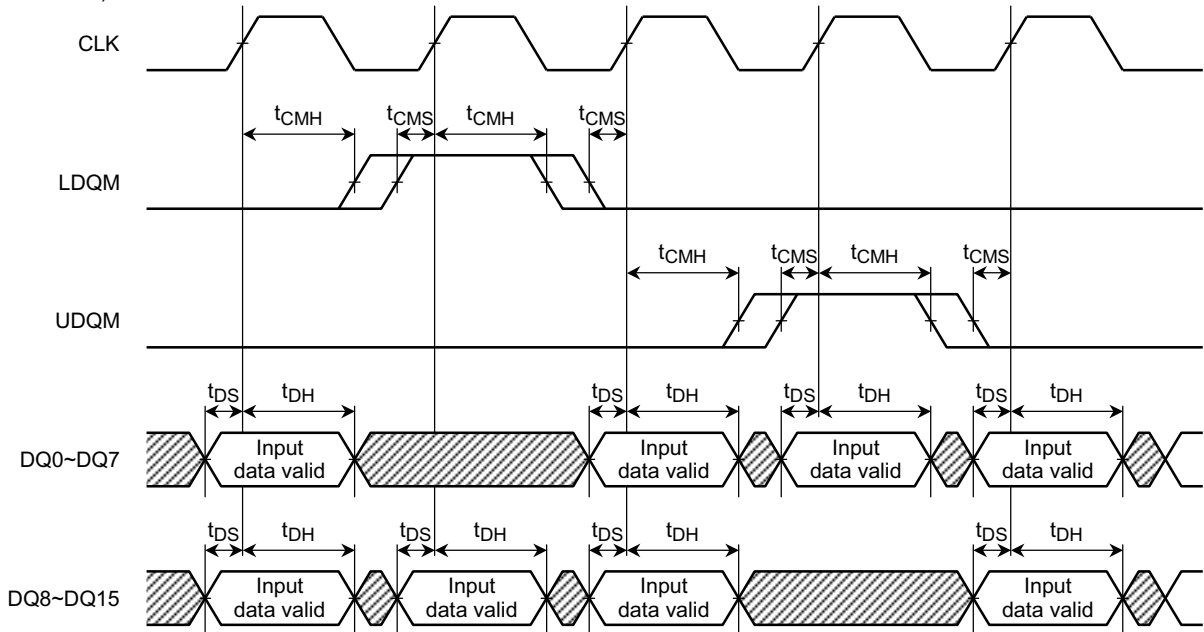 CLK
tCMH tCMS tCMH tCMS
LDQM
tCMH tCMS tCMH tCMS
UDQM
tDS tDH tDS tDH tDS tDH tDS tDH
DQ0~DQ7
Input data valid
Input data valid
Input data valid
Input data valid
tDS tDH tDS tDH tDS tDH tDS tDH
DQ8~DQ15
Input data valid
Input data valid
Input data valid
Input data valid